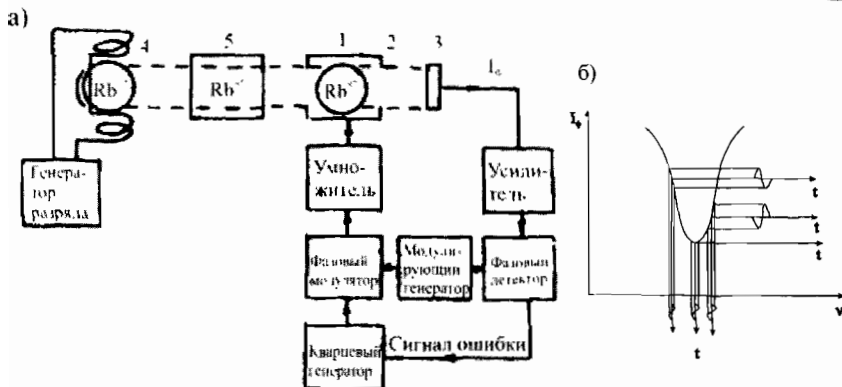 а)
4
5
1
2
3
Rb
Rb
Rb
Генера-
тор
разряда
Умно-
житель
Усили-
тель
Фазовый
модулятор
Модули-
рующий
генератор
Фазовый
детектор
Кварцевый
генератор
Сигнал ошибки
б)
t
t
t
ν
t